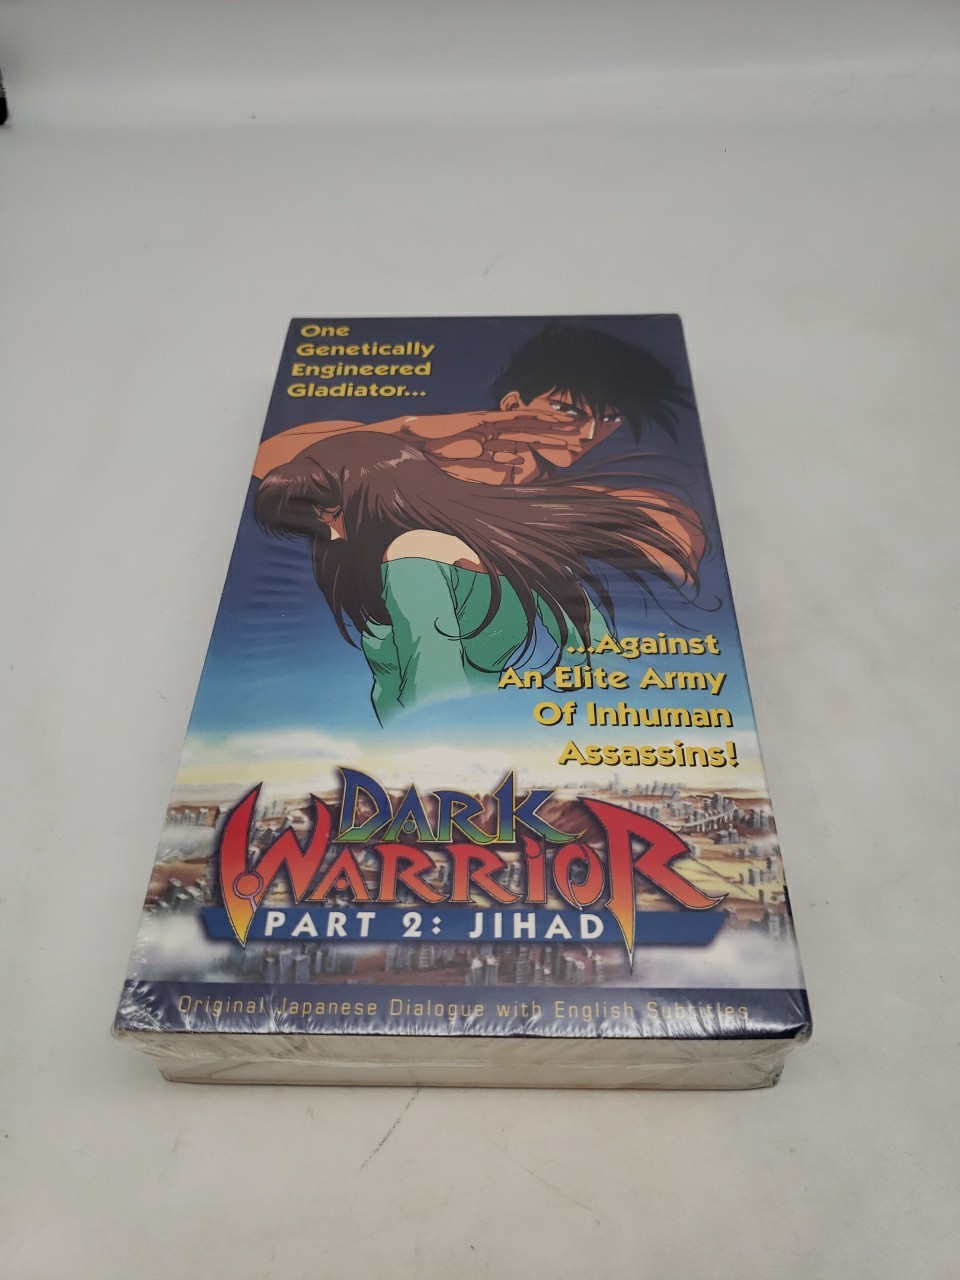 One
Genetically
Engineered
Gladiator...
...Against
An Elite Army
Of Inhuman
Assassins!
DARK
WARRIOR
PART 2: JIHAD
Original Japanese Dialogue with English Subtitles